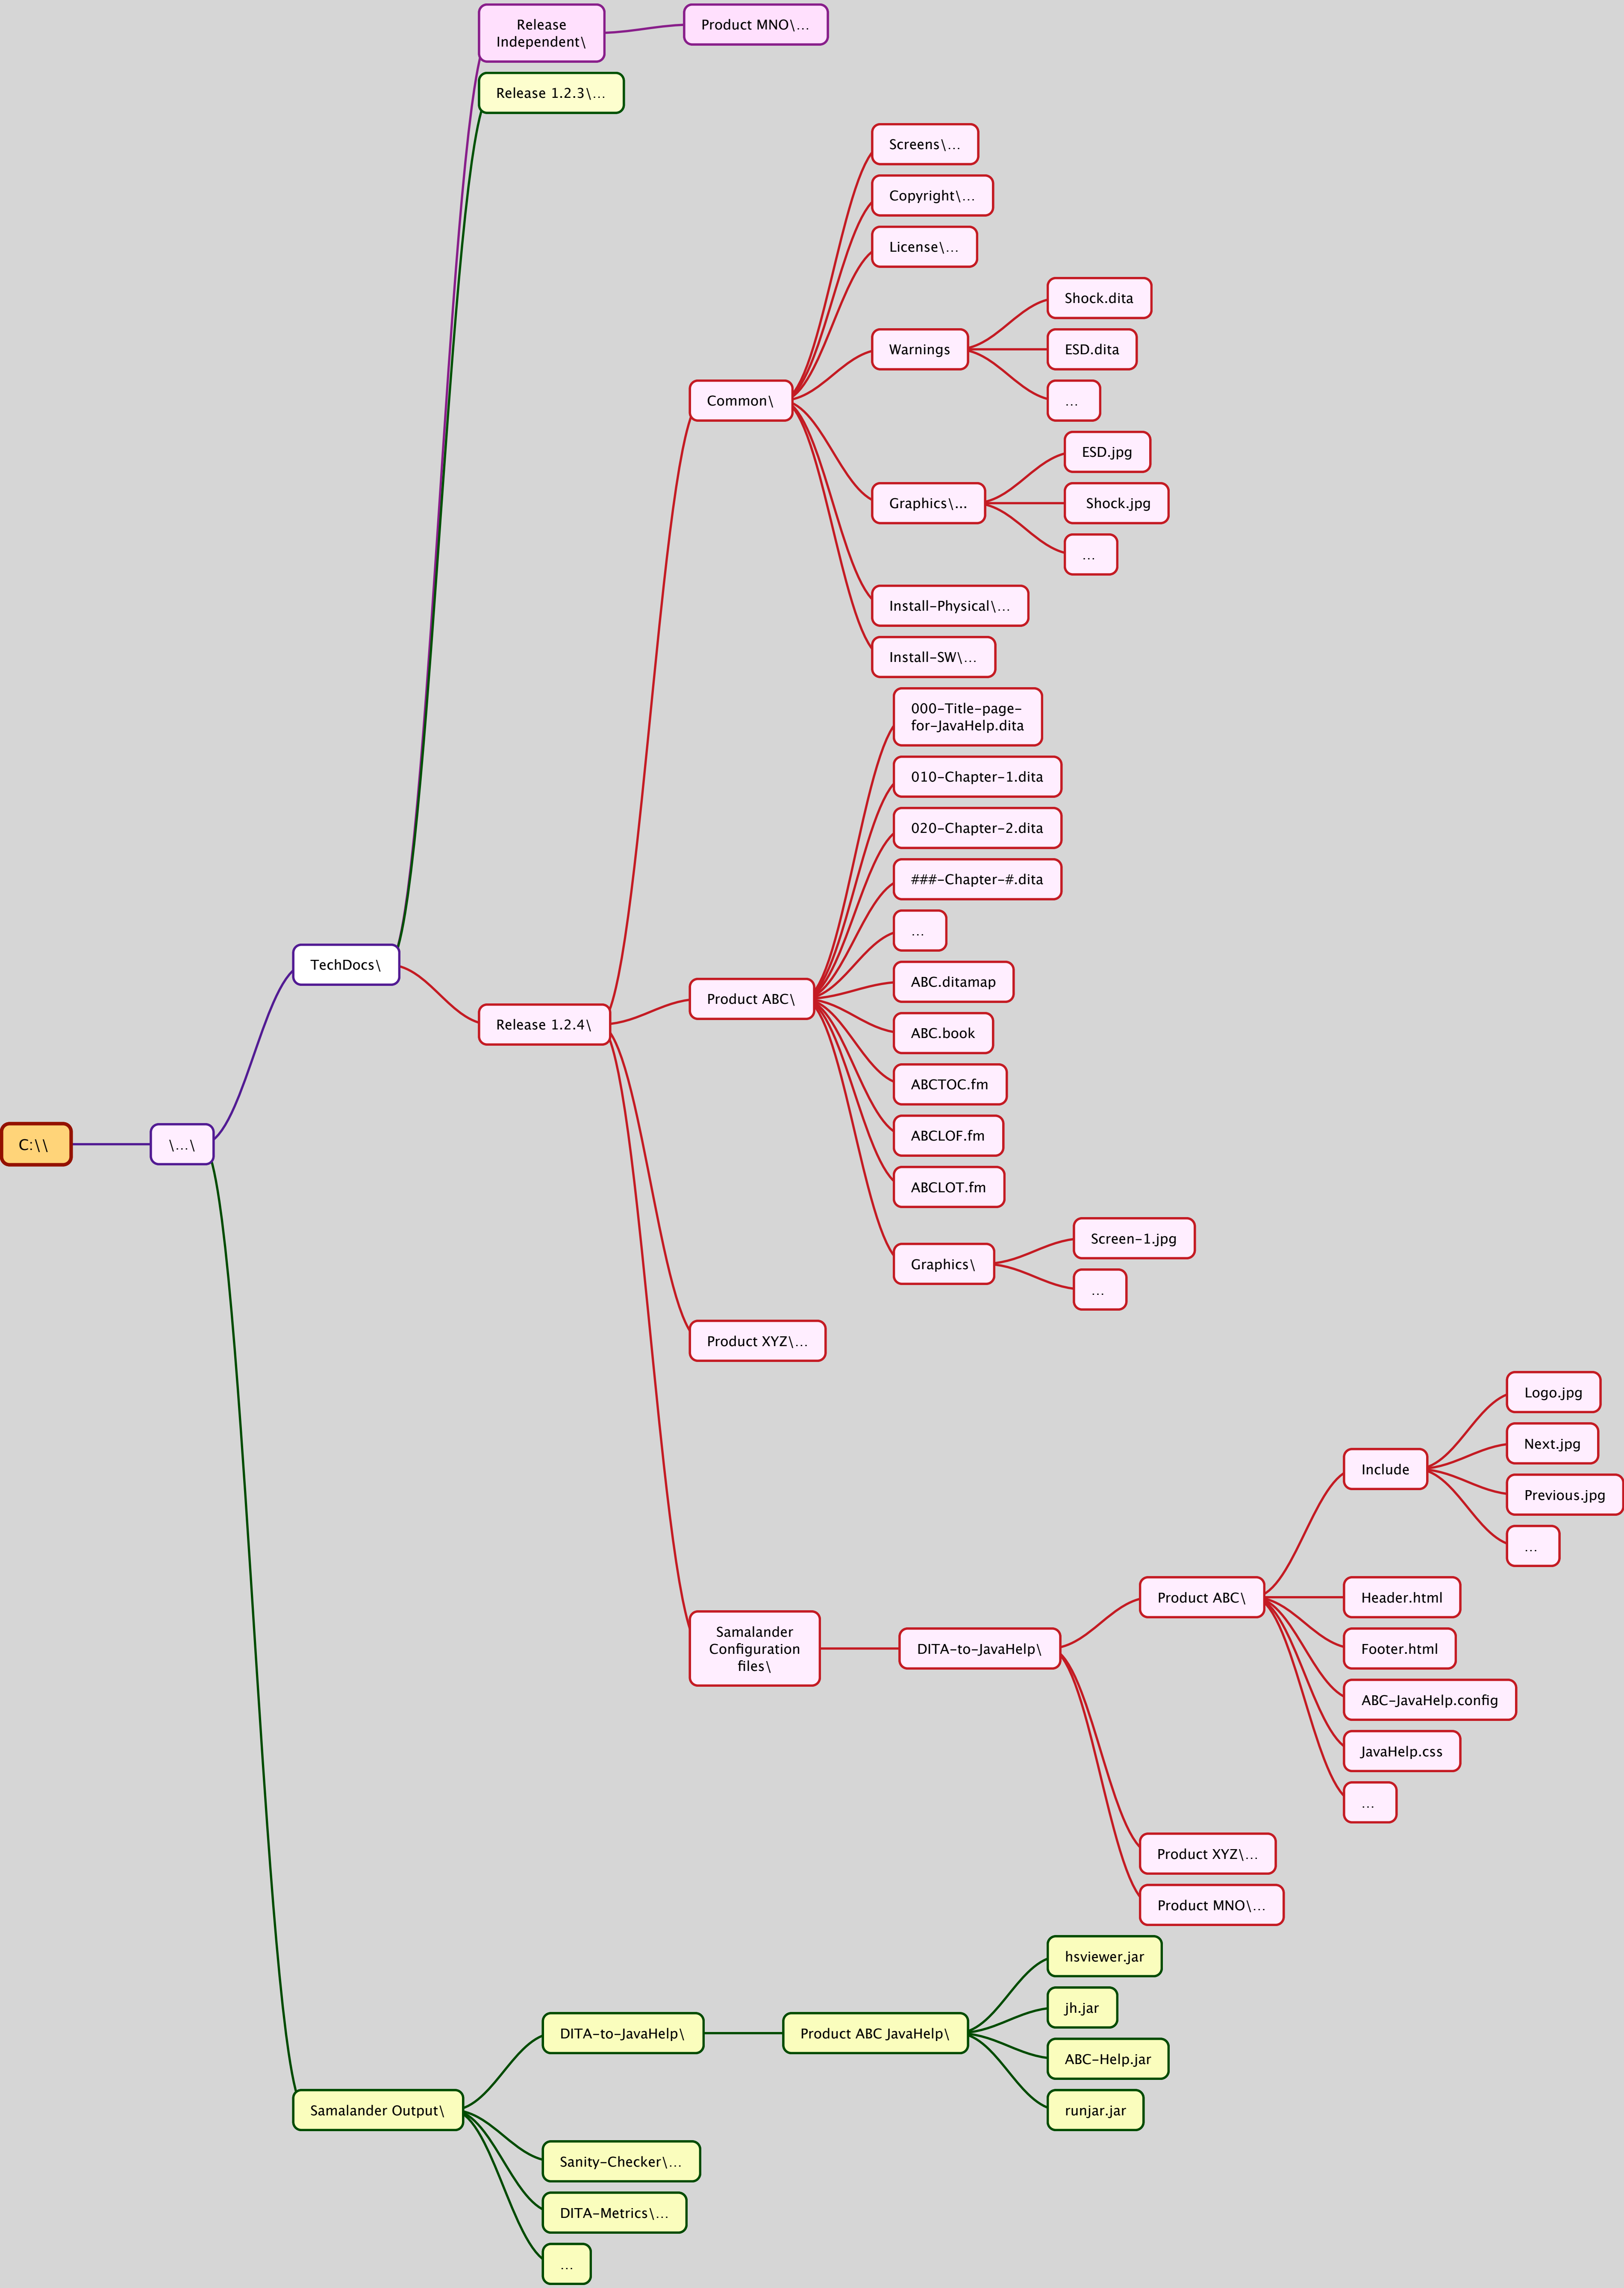 Release
Independent\
Product MNO\...
Release 1.2.3\...
Screens\...
Copyright\...
License\...
Shock.dita
Warnings
ESD.dita
...
Common\
ESD.jpg
Graphics\...
Shock.jpg
...
Install-Physical\...
Install-SW\...
000-Title-page-
for-JavaHelp.dita
010-Chapter-1.dita
020-Chapter-2.dita
###-Chapter-#.dita
...
TechDocs\
ABC.ditamap
Product ABC\
Release 1.2.4\
ABC.book
ABCTOC.fm
ABCLOF.fm
C:\\
\...\
ABCLOT.fm
Screen-1.jpg
Graphics\
...
Product XYZ\...
Logo.jpg
Next.jpg
Include
Previous.jpg
...
Product ABC\
Header.html
Samalander
Configuration
files\
DITA-to-JavaHelp\
Footer.html
ABC-JavaHelp.config
JavaHelp.css
...
Product XYZ\...
Product MNO\...
hsviewer.jar
jh.jar
DITA-to-JavaHelp\
Product ABC JavaHelp\
ABC-Help.jar
Samalander Output\
runjar.jar
Sanity-Checker\...
DITA-Metrics\...
...